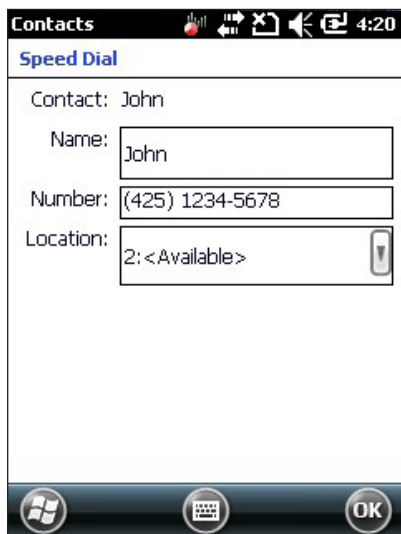 Contacts 4:20
Speed Dial
Contact: John
Name: John
Number: (425) 1234-5678
Location: 2:<Available>
OK